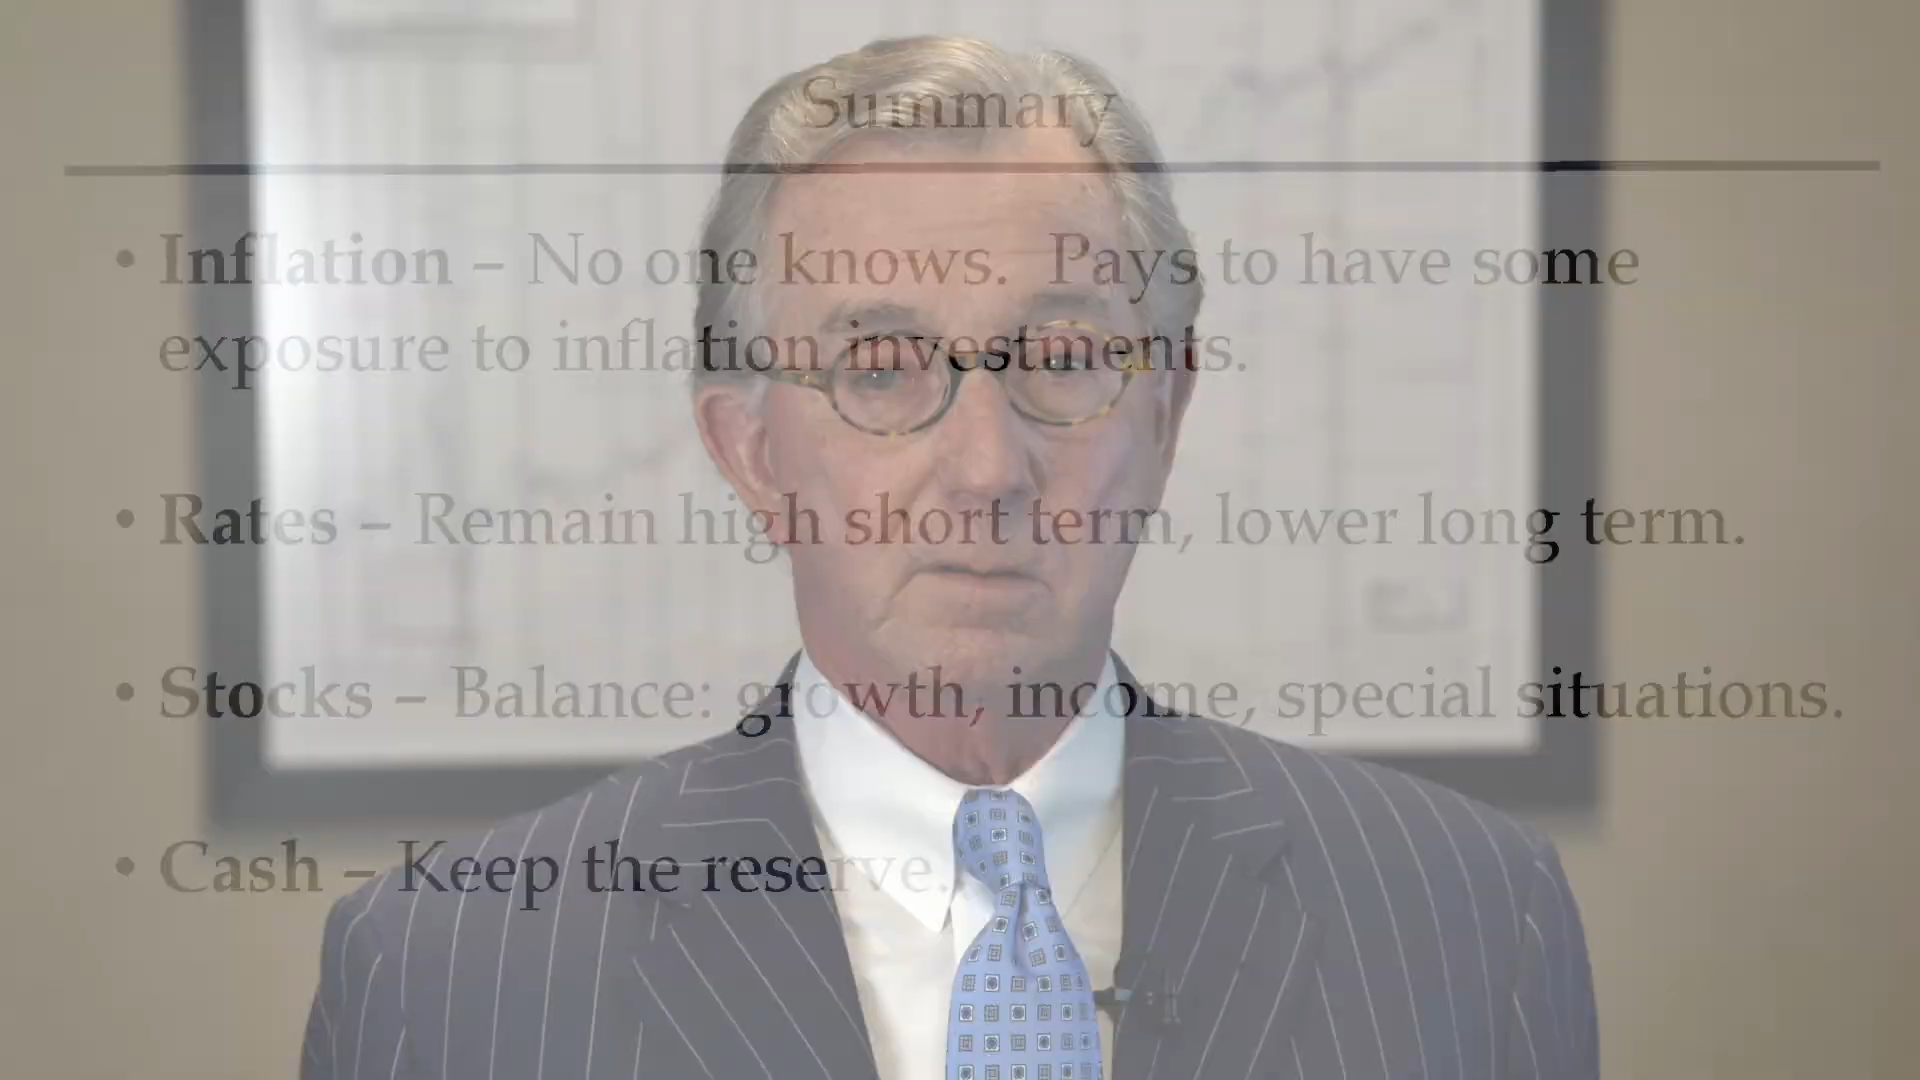 Summary
• Inflation – No one knows. Pays to have some
exposure to inflation investments.
• Rates – Remain high short term, lower long term.
• Stocks – Balance: growth, income, special situations.
• Cash – Keep the reserve.